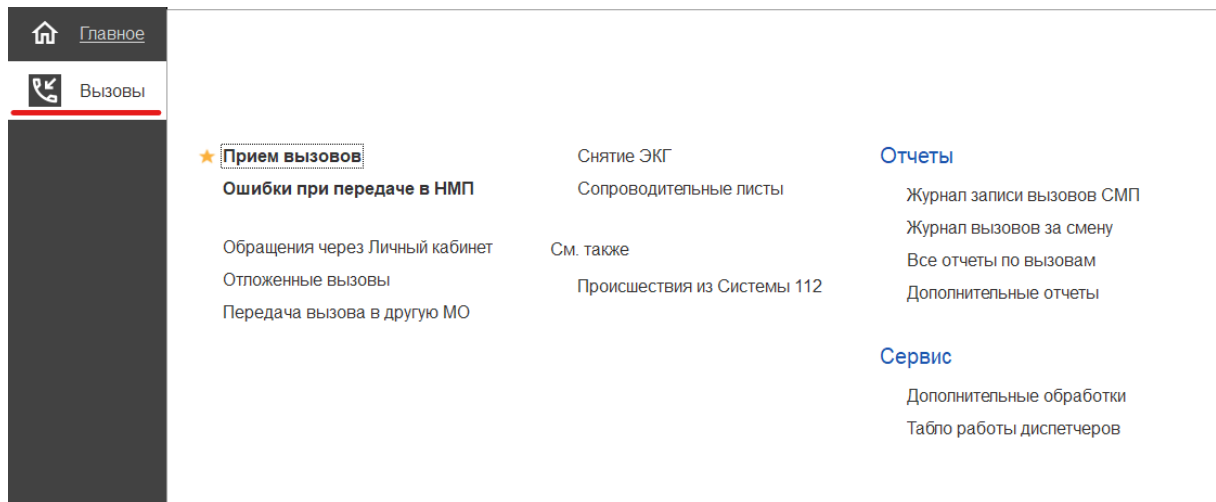 Главное
Вызовы
Прием вызовов
Ошибки при передаче в НМП
Обращения через Личный кабинет
Отложенные вызовы
Передача вызова в другую МО
Снятие ЭКГ
Сопроводительные листы
См. также
Происшествия из Системы 112
Отчеты
Журнал записи вызовов СМП
Журнал вызовов за смену
Все отчеты по вызовам
Дополнительные отчеты
Сервис
Дополнительные обработки
Табло работы диспетчеров